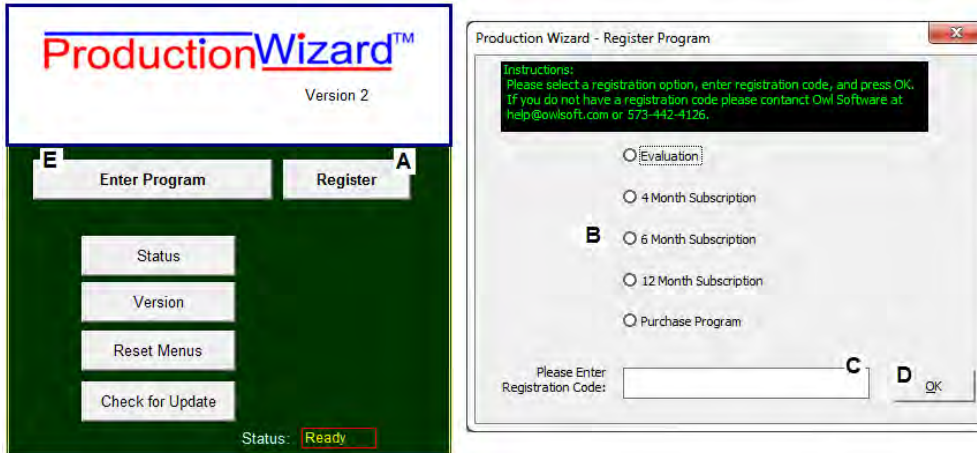 ProductionWizard™
Version 2
E
A
Enter Program
Register
Status
Version
Reset Menus
Check for Update
Status: Ready
Production Wizard - Register Program
x
Instructions:
Please select a registration option, enter registration code, and press OK.
If you do not have a registration code please contanct Owl Software at
help@owlsoft.com or 573-442-4126.
Evaluation
4 Month Subscription
B
6 Month Subscription
12 Month Subscription
Purchase Program
Please Enter
Registration Code:
C
D
OK